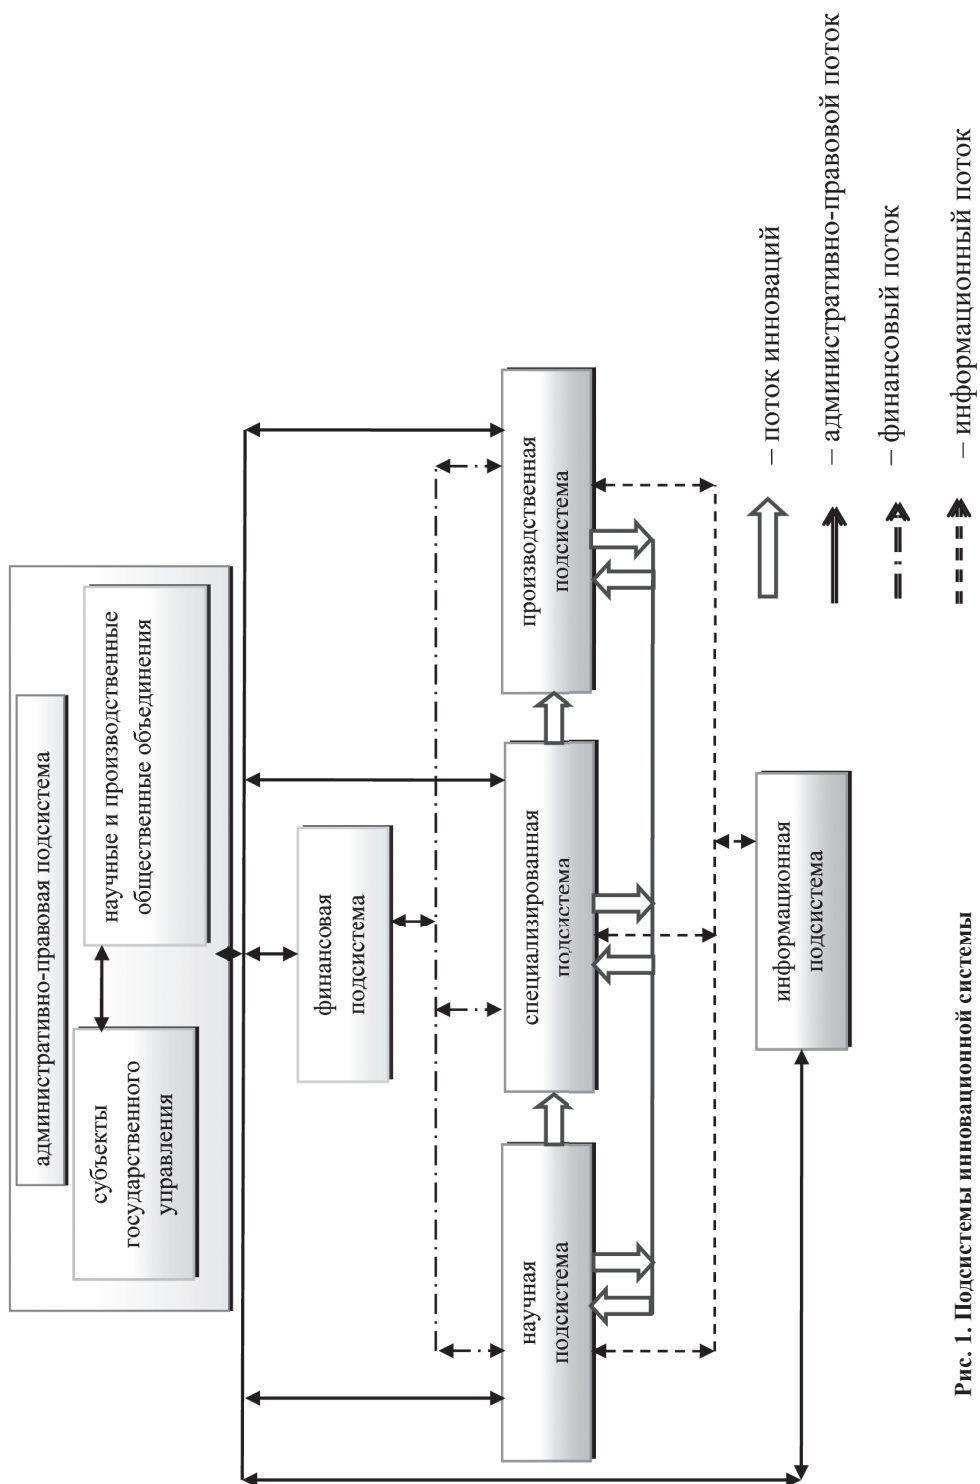 административно-правовая подсистема
субъекты
государственного
управления
научные и производственные
общественные объединения
финансовая
подсистема
научная
подсистема
специализированная
подсистема
производственная
подсистема
информационная
подсистема
– поток инноваций
– административно-правовой поток
– финансовый поток
– информационный поток
Рис. 1. Подсистемы инновационной системы